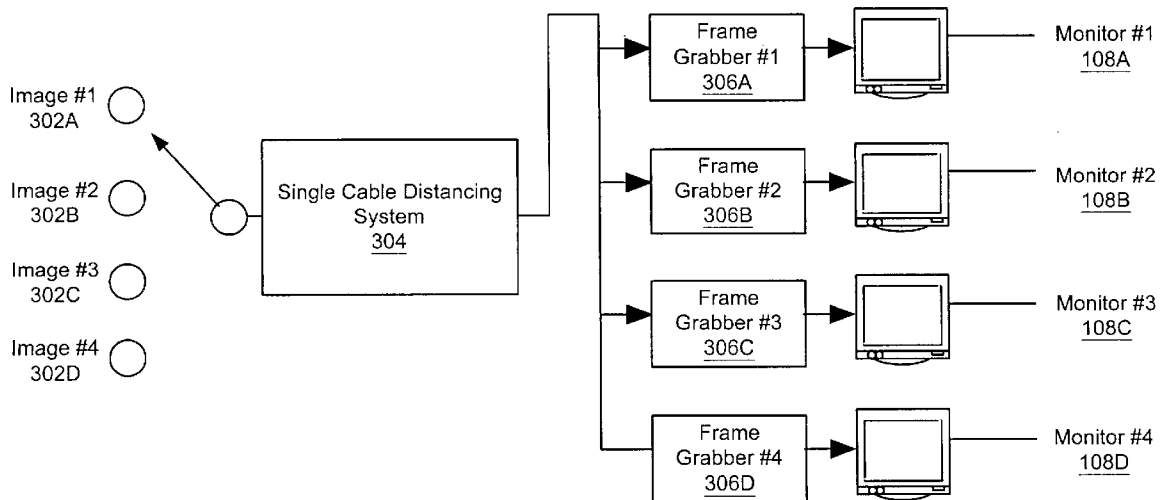 Image #1
302A
Image #2
302B
Image #3
302C
Image #4
302D
Single Cable Distancing
System
304
Frame
Grabber #1
306A
Frame
Grabber #2
306B
Frame
Grabber #3
306C
Frame
Grabber #4
306D
Monitor #1
108A
Monitor #2
108B
Monitor #3
108C
Monitor #4
108D